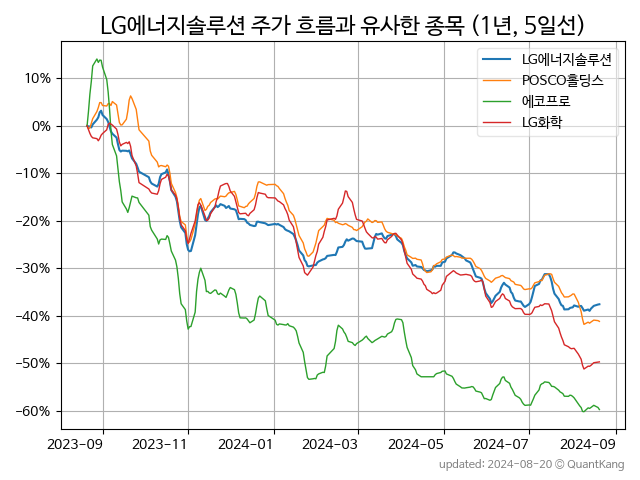 LG에너지솔루션 주가 흐름과 유사한 종목 (1년, 5일선)
LG에너지솔루션
POSCO홀딩스
에코프로
LG화학
10%
0%
−10%
−20%
−30%
−40%
−50%
−60%
2023-09 2023-11 2024-01 2024-03 2024-05 2024-07 2024-09
updated: 2024-08-20 © QuantKang